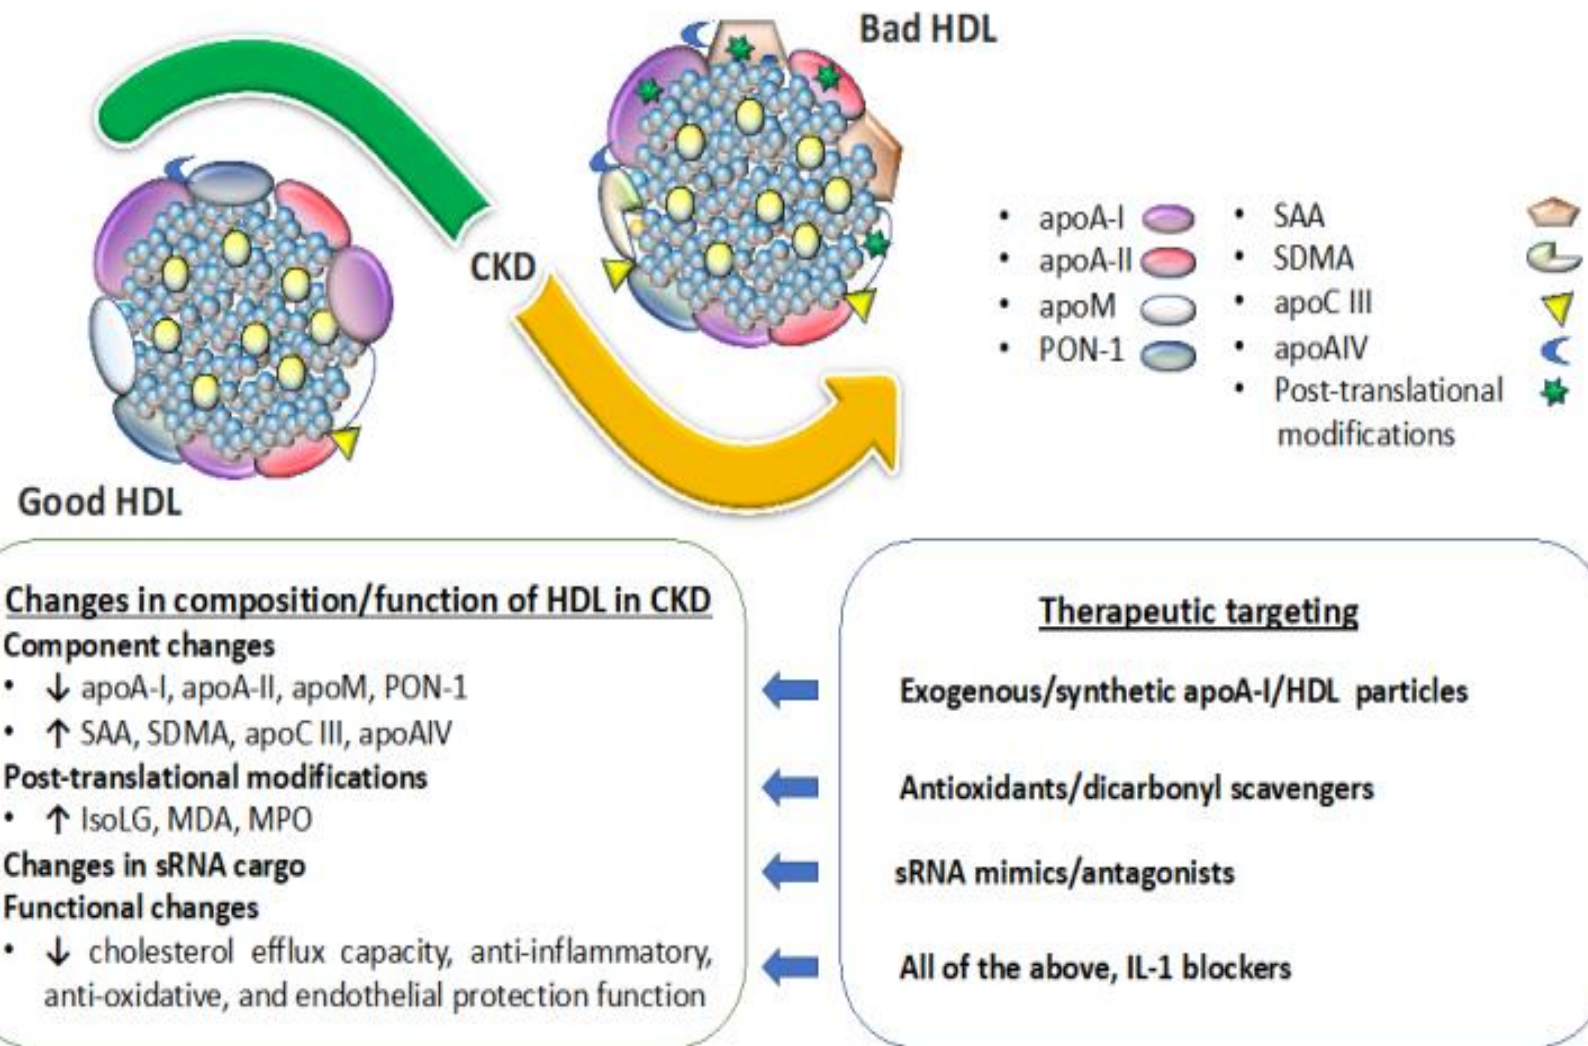 Bad HDL
CKD
Good HDL
• apoA-I
• apoA-II
• apoM
• PON-1
• SAA
• SDMA
• apoC III
• apoAIV
• Post-translational
modifications
Changes in composition/function of HDL in CKD
Component changes
• ↓ apoA-I, apoA-II, apoM, PON-1
• ↑ SAA, SDMA, apoC III, apoAIV
Post-translational modifications
• ↑ IsoLG, MDA, MPO
Changes in sRNA cargo
Functional changes
• ↓ cholesterol efflux capacity, anti-inflammatory,
anti-oxidative, and endothelial protection function
Therapeutic targeting
Exogenous/synthetic apoA-I/HDL particles
Antioxidants/dicarbonyl scavengers
sRNA mimics/antagonists
All of the above, IL-1 blockers